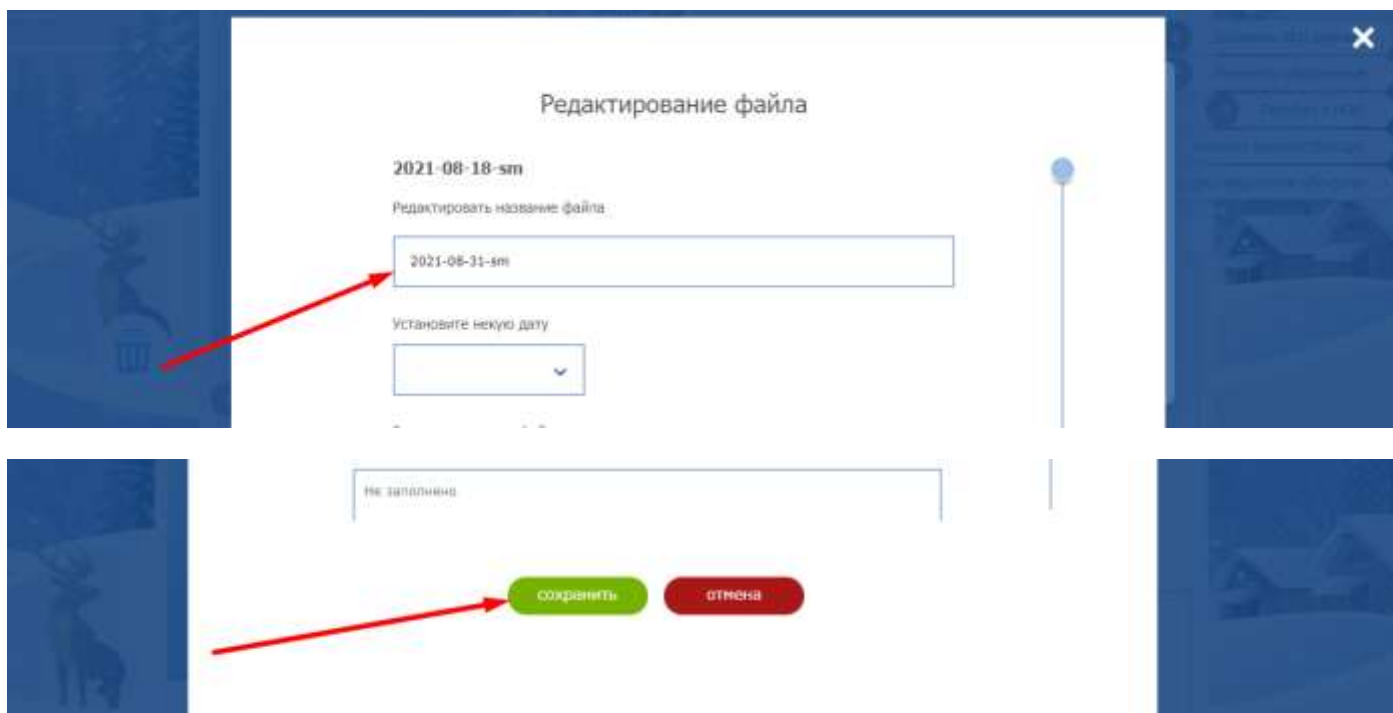 Редактирование файла
2021-08-18-sm
Редактировать название файла
2021-08-31-sm
Установите некую дату
Не заполнено
сохранить
отмена